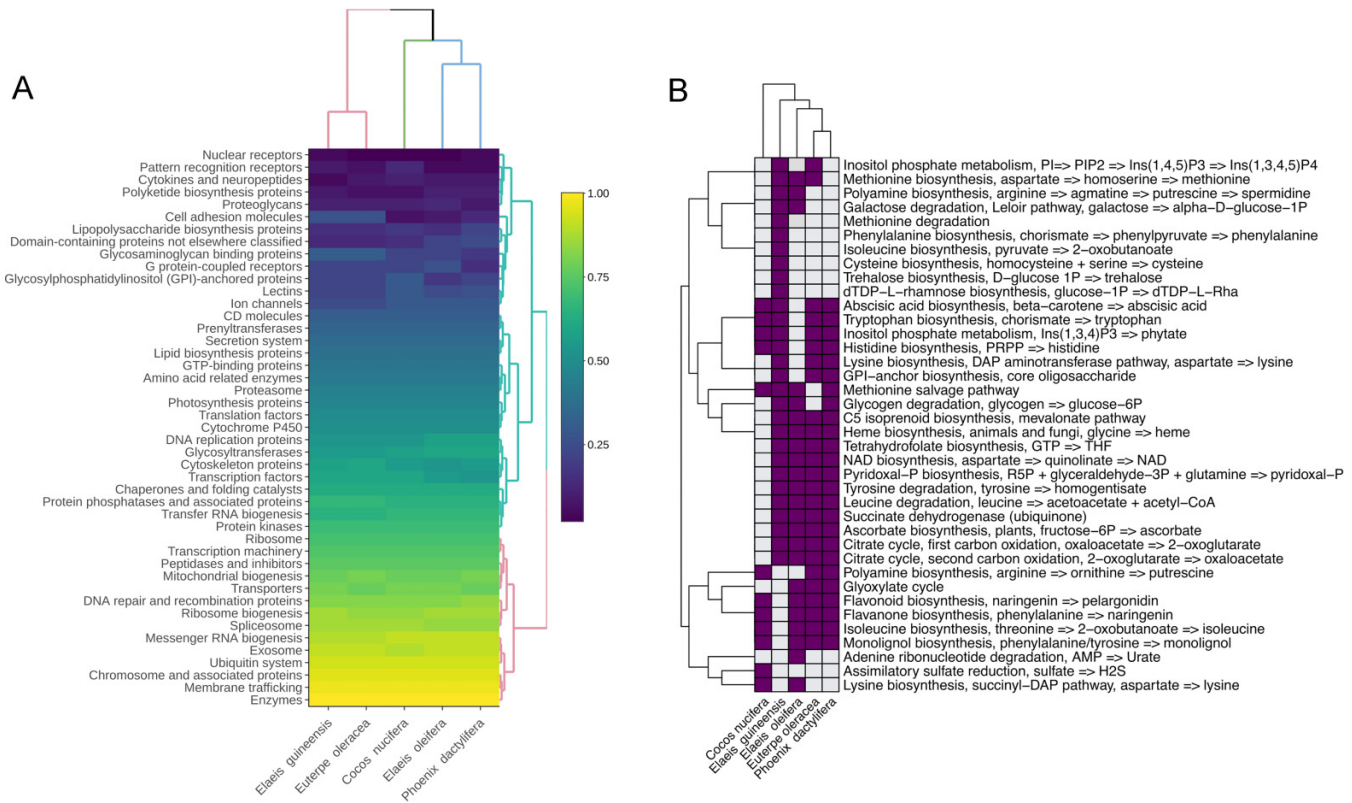 A
Nuclear receptors
Pattern recognition receptors
Cytokines and neuropeptides
Polyketide biosynthesis proteins
Proteoglycans
Cell adhesion molecules
Lipopolysaccharide biosynthesis proteins
Domain-containing proteins not elsewhere classified
Glycosaminoglycan binding proteins
G protein-coupled receptors
Glycosylphosphatidylinositol (GPI)-anchored proteins
Lectins
Ion channels
CD molecules
Prenyltransferases
Secretion system
Lipid biosynthesis proteins
GTP-binding proteins
Amino acid related enzymes
Proteasome
Photosynthesis proteins
Translation factors
Cytochrome P450
DNA replication proteins
Glycosyltransferases
Cytoskeleton proteins
Transcription factors
Chaperones and folding catalysts
Protein phosphatases and associated proteins
Transfer RNA biogenesis
Protein kinases
Ribosome
Transcription machinery
Peptidases and inhibitors
Mitochondrial biogenesis
Transporters
DNA repair and recombination proteins
Ribosome biogenesis
Spliceosome
Messenger RNA biogenesis
Exosome
Ubiquitin system
Chromosome and associated proteins
Membrane trafficking
Enzymes
Elaeis guineensis
Euterpe oleracea
Cocos nucifera
Elaeis oleifera
Phoenix dactylifera
1.00
0.75
0.50
0.25
B
Inositol phosphate metabolism, PI=> PIP2 => Ins(1,4,5)P3 => Ins(1,3,4,5)P4
Methionine biosynthesis, aspartate => homoserine => methionine
Polyamine biosynthesis, arginine => agmatine => putrescine => spermidine
Galactose degradation, Leloir pathway, galactose => alpha-D-glucose-1P
Methionine degradation
Phenylalanine biosynthesis, chorismate => phenylpyruvate => phenylalanine
Isoleucine biosynthesis, pyruvate => 2-oxobutanoate
Cysteine biosynthesis, homocysteine + serine => cysteine
Trehalose biosynthesis, D-glucose 1P => trehalose
dTDP-L-rhamnose biosynthesis, glucose-1P => dTDP-L-Rha
Abscisic acid biosynthesis, beta-carotene => abscisic acid
Tryptophan biosynthesis, chorismate => tryptophan
Inositol phosphate metabolism, Ins(1,3,4)P3 => phytate
Histidine biosynthesis, PRPP => histidine
Lysine biosynthesis, DAP aminotransferase pathway, aspartate => lysine
GPI-anchor biosynthesis, core oligosaccharide
Methionine salvage pathway
Glycogen degradation, glycogen => glucose-6P
C5 isoprenoid biosynthesis, mevalonate pathway
Heme biosynthesis, animals and fungi, glycine => heme
Tetrahydrofolate biosynthesis, GTP => THF
NAD biosynthesis, aspartate => quinolinate => NAD
Pyridoxal-P biosynthesis, R5P + glyceraldehyde-3P + glutamine => pyridoxal-P
Tyrosine degradation, tyrosine => homogentisate
Leucine degradation, leucine => acetoacetate + acetyl-CoA
Succinate dehydrogenase (ubiquinone)
Ascorbate biosynthesis, plants, fructose-6P => ascorbate
Citrate cycle, first carbon oxidation, oxaloacetate => 2-oxoglutarate
Citrate cycle, second carbon oxidation, 2-oxoglutarate => oxaloacetate
Polyamine biosynthesis, arginine => ornithine => putrescine
Glyoxylate cycle
Flavonoid biosynthesis, naringenin => pelargonidin
Flavanone biosynthesis, phenylalanine => naringenin
Isoleucine biosynthesis, threonine => 2-oxobutanoate => isoleucine
Monolignol biosynthesis, phenylalanine/tyrosine => monolignol
Adenine ribonucleotide degradation, AMP => Urate
Assimilatory sulfate reduction, sulfate => H2S
Lysine biosynthesis, succinyl-DAP pathway, aspartate => lysine
Cocos nucifera
Elaeis guineensis
Elaeis oleifera
Euterpe oleracea
Phoenix dactylifera